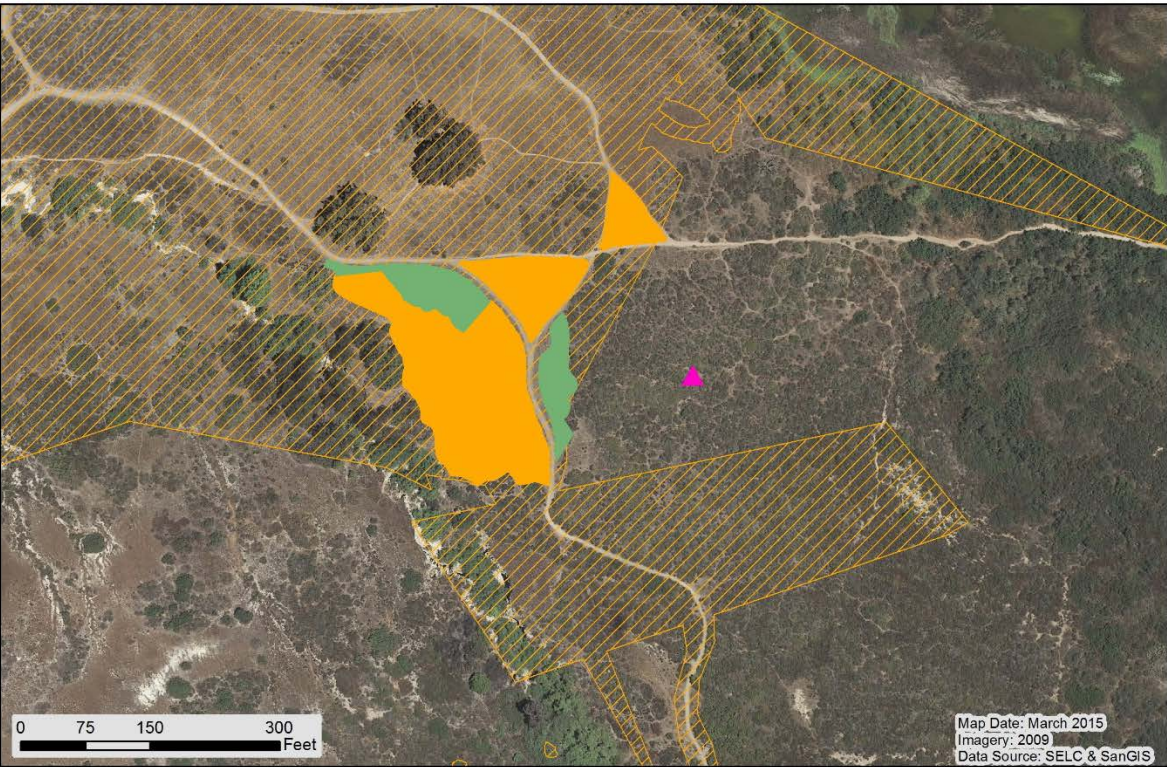 0 75 150 300
Feet
Map Date: March 2015
Imagery: 2009
Data Source: SELC & SanGIS